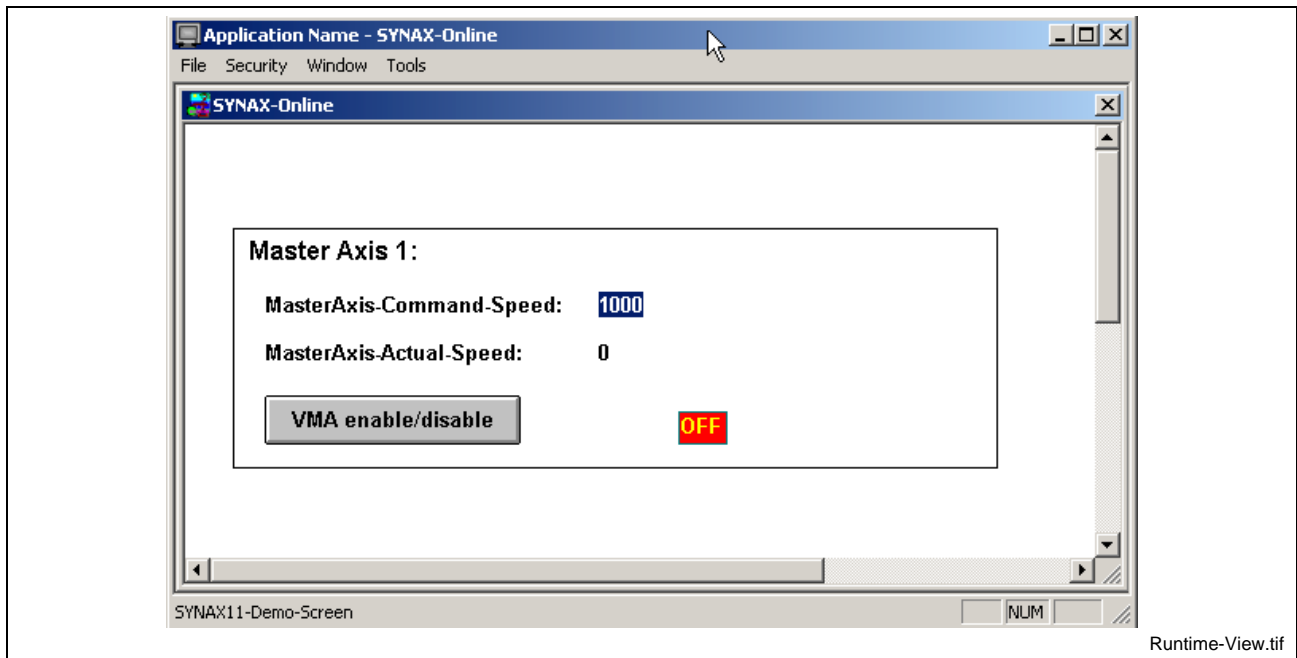 Application Name - SYNAX-Online
File Security Window Tools
SYNAX-Online
Master Axis 1:
MasterAxis-Command-Speed: 1000
MasterAxis-Actual-Speed: 0
VMA enable/disable OFF
SYNAX11-Demo-Screen NUM
Runtime-View.tif